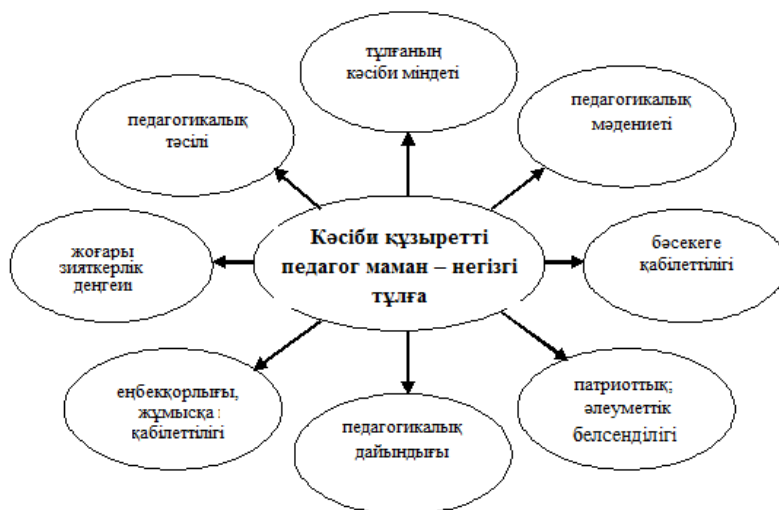 тұлғаның
кәсіби міндеті
педагогикалық
тәсілі
педагогикалық
мәдениеті
Кәсіби құзыретті
педагог маман – негізгі
тұлға
жоғары
зияткерлік
деңгейі
бәсекеге
қабілеттілігі
еңбекқорлығы,
жұмысқа :
қабілеттілігі
педагогикалық
дайындығы
патриоттық;
әлеуметтік
белсенділігі